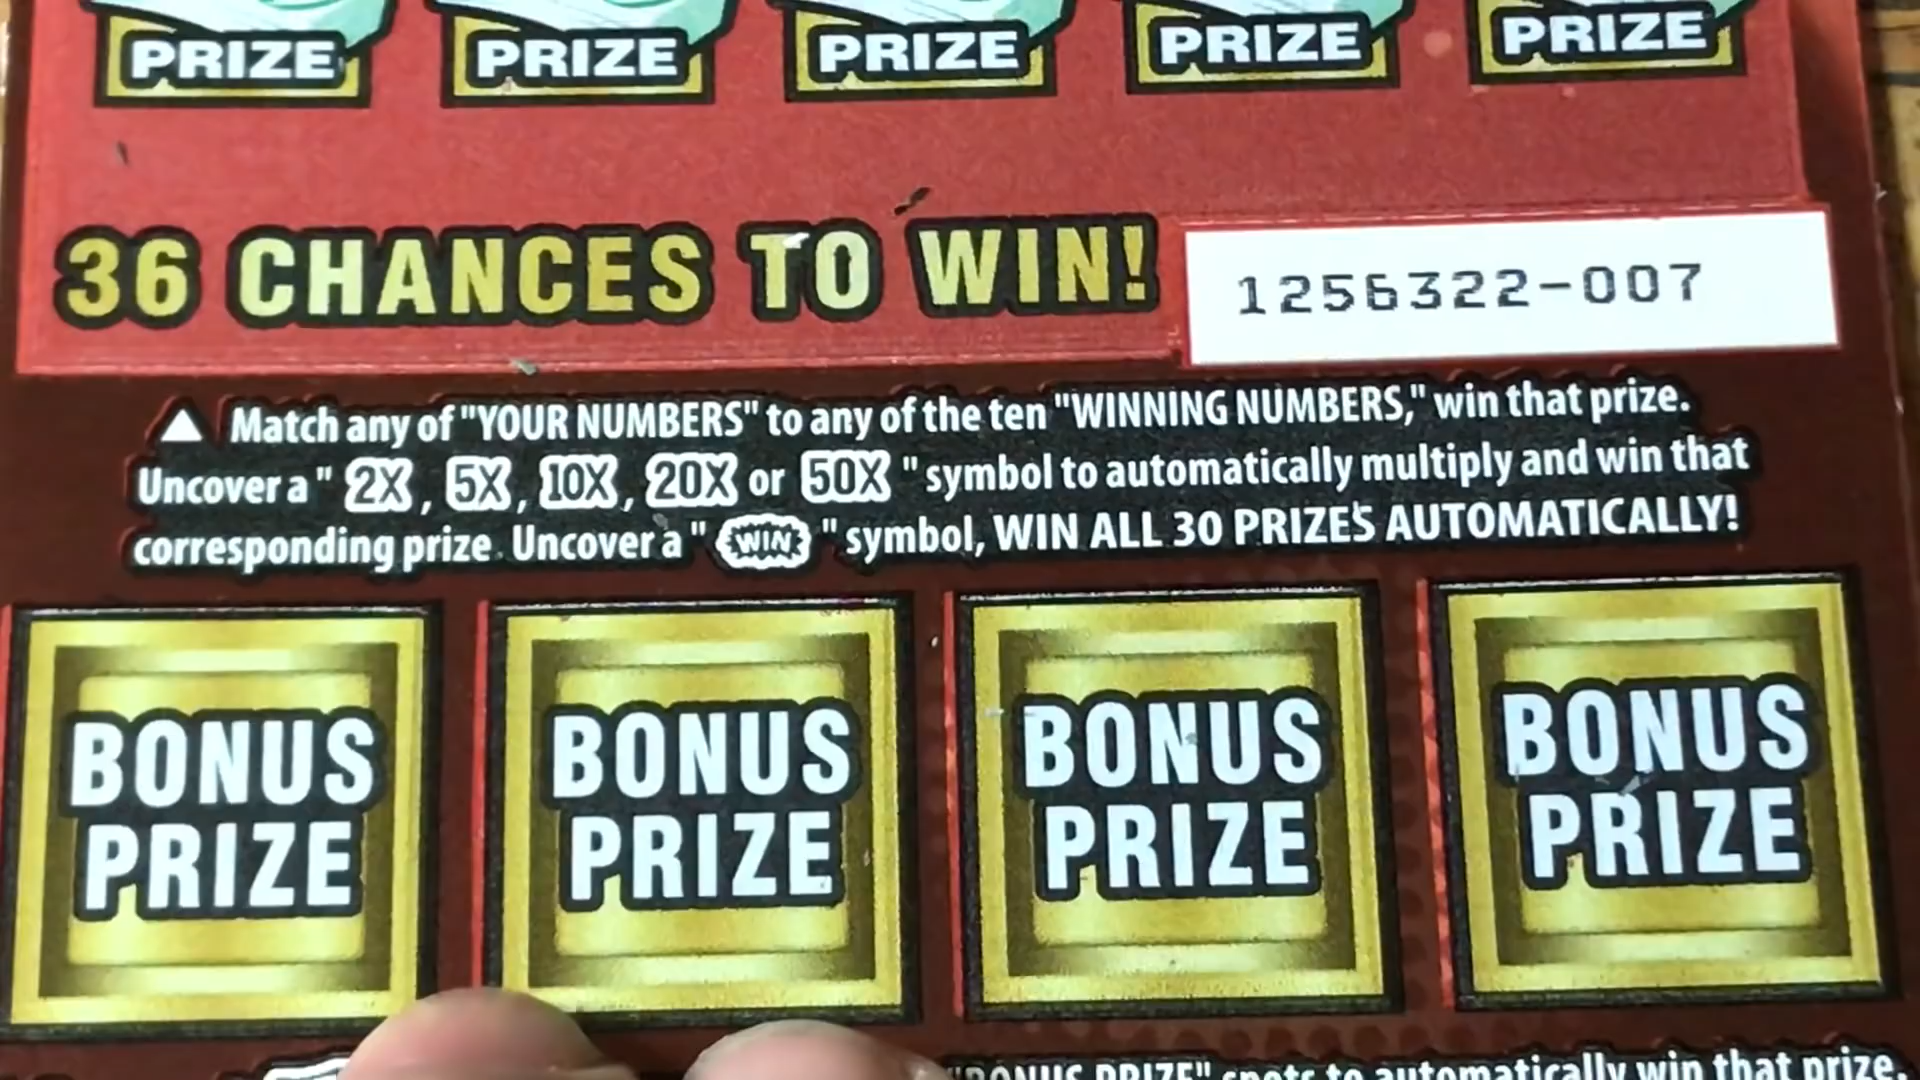 PRIZE PRIZE PRIZE PRIZE PRIZE
36 CHANCES TO WIN! 1256322-007
▲ Match any of "YOUR NUMBERS" to any of the ten "WINNING NUMBERS," win that prize.
Uncover a " 2X , 5X , 10X , 20X or 50X " symbol to automatically multiply and win that
corresponding prize. Uncover a " WIN " symbol, WIN ALL 30 PRIZES AUTOMATICALLY!
BONUS BONUS BONUS BONUS
PRIZE PRIZE PRIZE PRIZE
"BONUS PRIZE" spots to automatically win that prize.